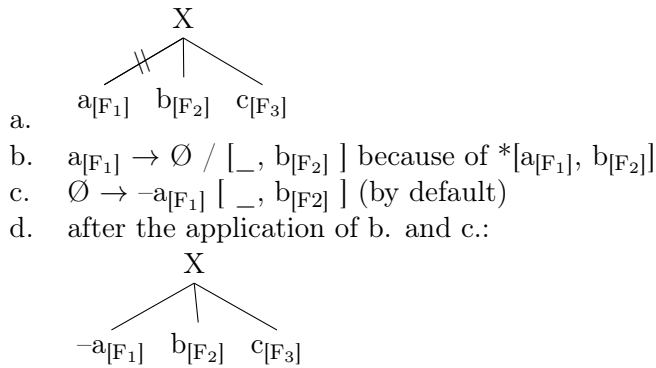 X
a[F₁] b[F₂] c[F₃]
a.
b. a[F₁] → Ø / [_, b[F₂] ] because of *[a[F₁], b[F₂]]
c. Ø → –a[F₁] [ _, b[F2] ] (by default)
d. after the application of b. and c.:
X
–a[F₁] b[F₂] c[F₃]